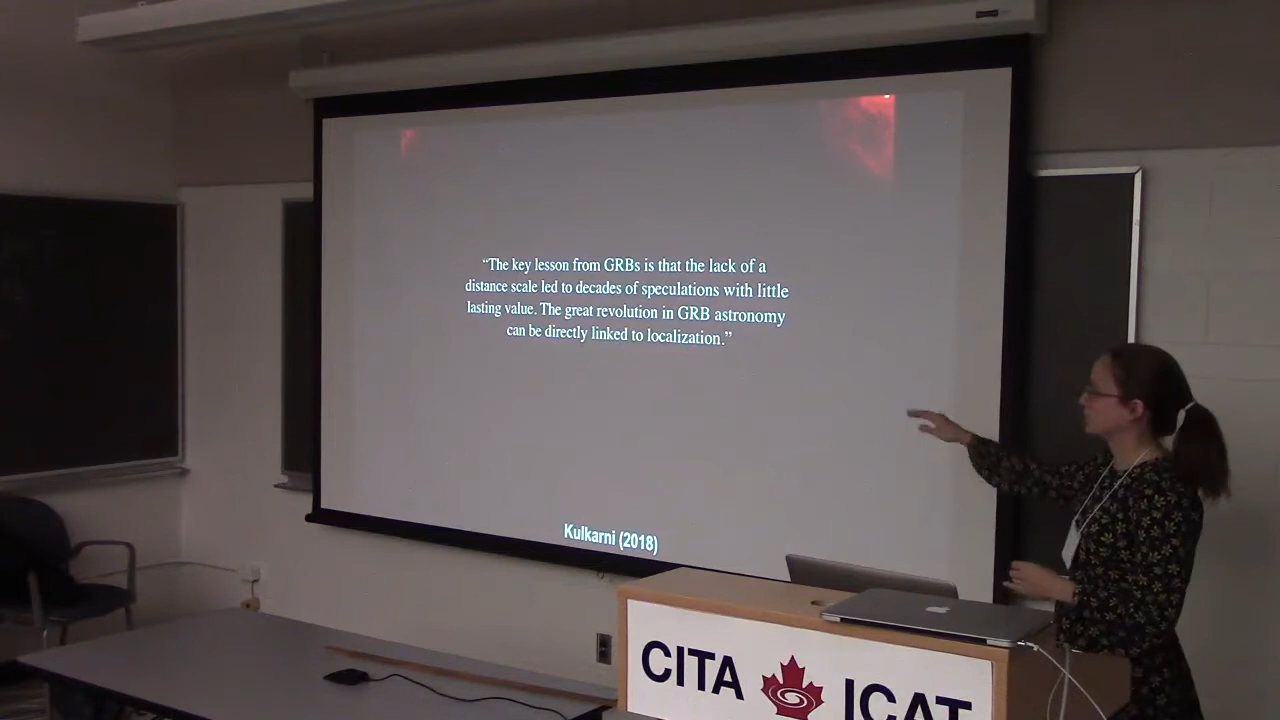 “The key lesson from GRBs is that the lack of a
distance scale led to decades of speculations with little
lasting value. The great revolution in GRB astronomy
can be directly linked to localization.”
Kulkarni (2018)
CITA ICAT